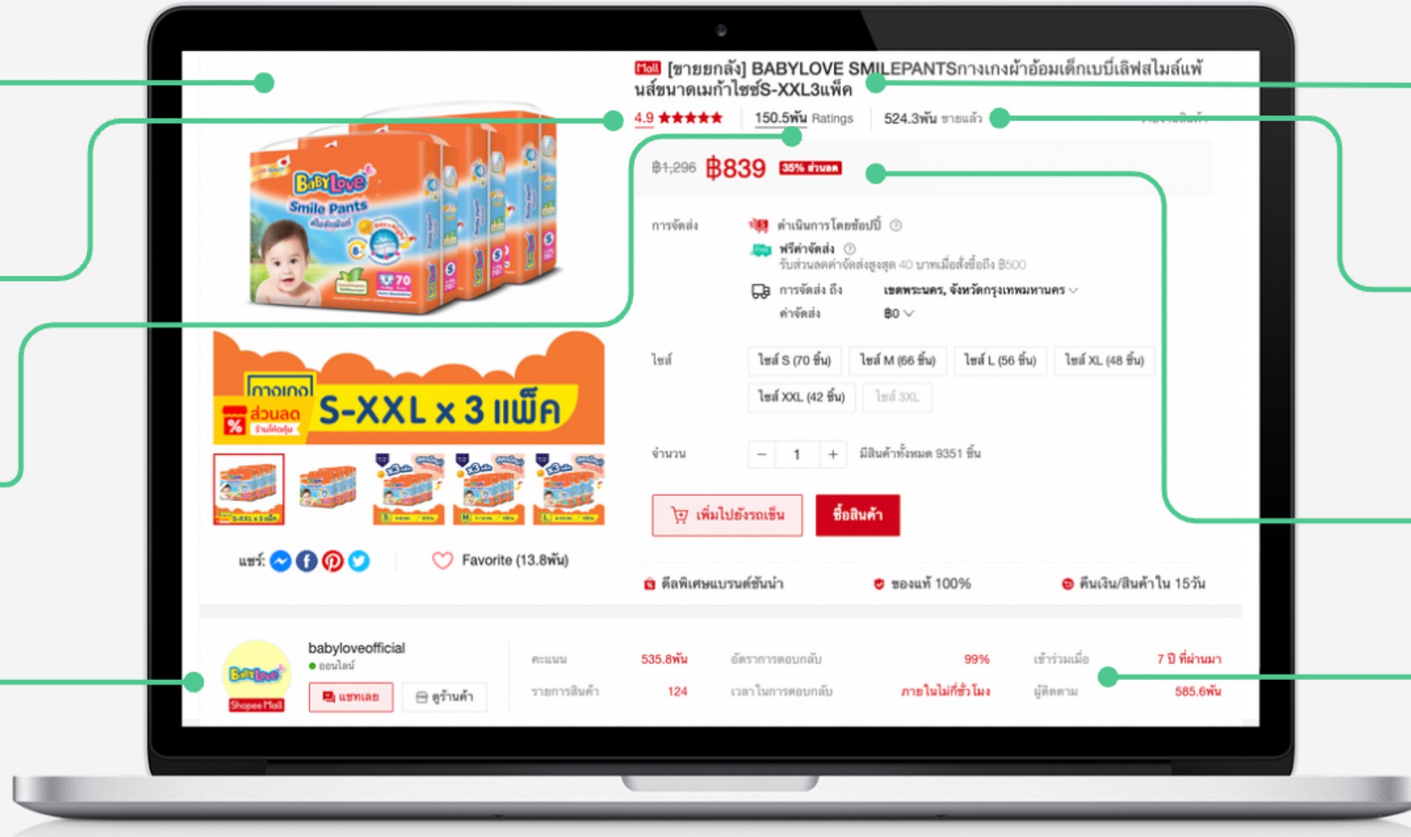 Mall [ขายยกลัง] BABYLOVE SMILEPANTSกางเกงผ้าอ้อมเด็กเบบี้เลิฟสไมล์แพ้
นส์ขนาดเมก้าไซซ์S-XXL3แพ็ค
4.9 ★★★★★ 150.5พัน Ratings 524.3พัน ขายแล้ว
฿1,296 ฿839 35% ส่วนลด
การจัดส่ง ดำเนินการโดยช้อปปี้
ฟรีค่าจัดส่ง
รับส่วนลดค่าจัดส่งสูงสุด 40 บาทเมื่อสั่งซื้อถึง ฿500
การจัดส่ง ถึง เขตพระนคร, จังหวัดกรุงเทพมหานคร
ค่าจัดส่ง ฿0
ไซส์ ไซส์ S (70 ชิ้น) ไซส์ M (66 ชิ้น) ไซส์ L (56 ชิ้น) ไซส์ XL (48 ชิ้น)
ไซส์ XXL (42 ชิ้น) ไซส์ 3XL
จำนวน − 1 + มีสินค้าทั้งหมด 9351 ชิ้น
เพิ่มไปยังรถเข็น ซื้อสินค้า
ดีลพิเศษแบรนด์ชั้นนำ ของแท้ 100% คืนเงิน/สินค้าใน 15วัน
BabyLove
Smile Pants
S
70
กางเกง
ส่วนลด
%
S-XXL x 3 แพ็ค
แชร์: Favorite (13.8พัน)
BabyLove
Shopee Mall
babyloveofficial
ออนไลน์
แชทเลย ดูร้านค้า
คะแนน 535.8พัน อัตราการตอบกลับ 99% เข้าร่วมเมื่อ 7 ปี ที่ผ่านมา
รายการสินค้า 124 เวลาในการตอบกลับ ภายในไม่กี่ชั่วโมง ผู้ติดตาม 585.6พัน